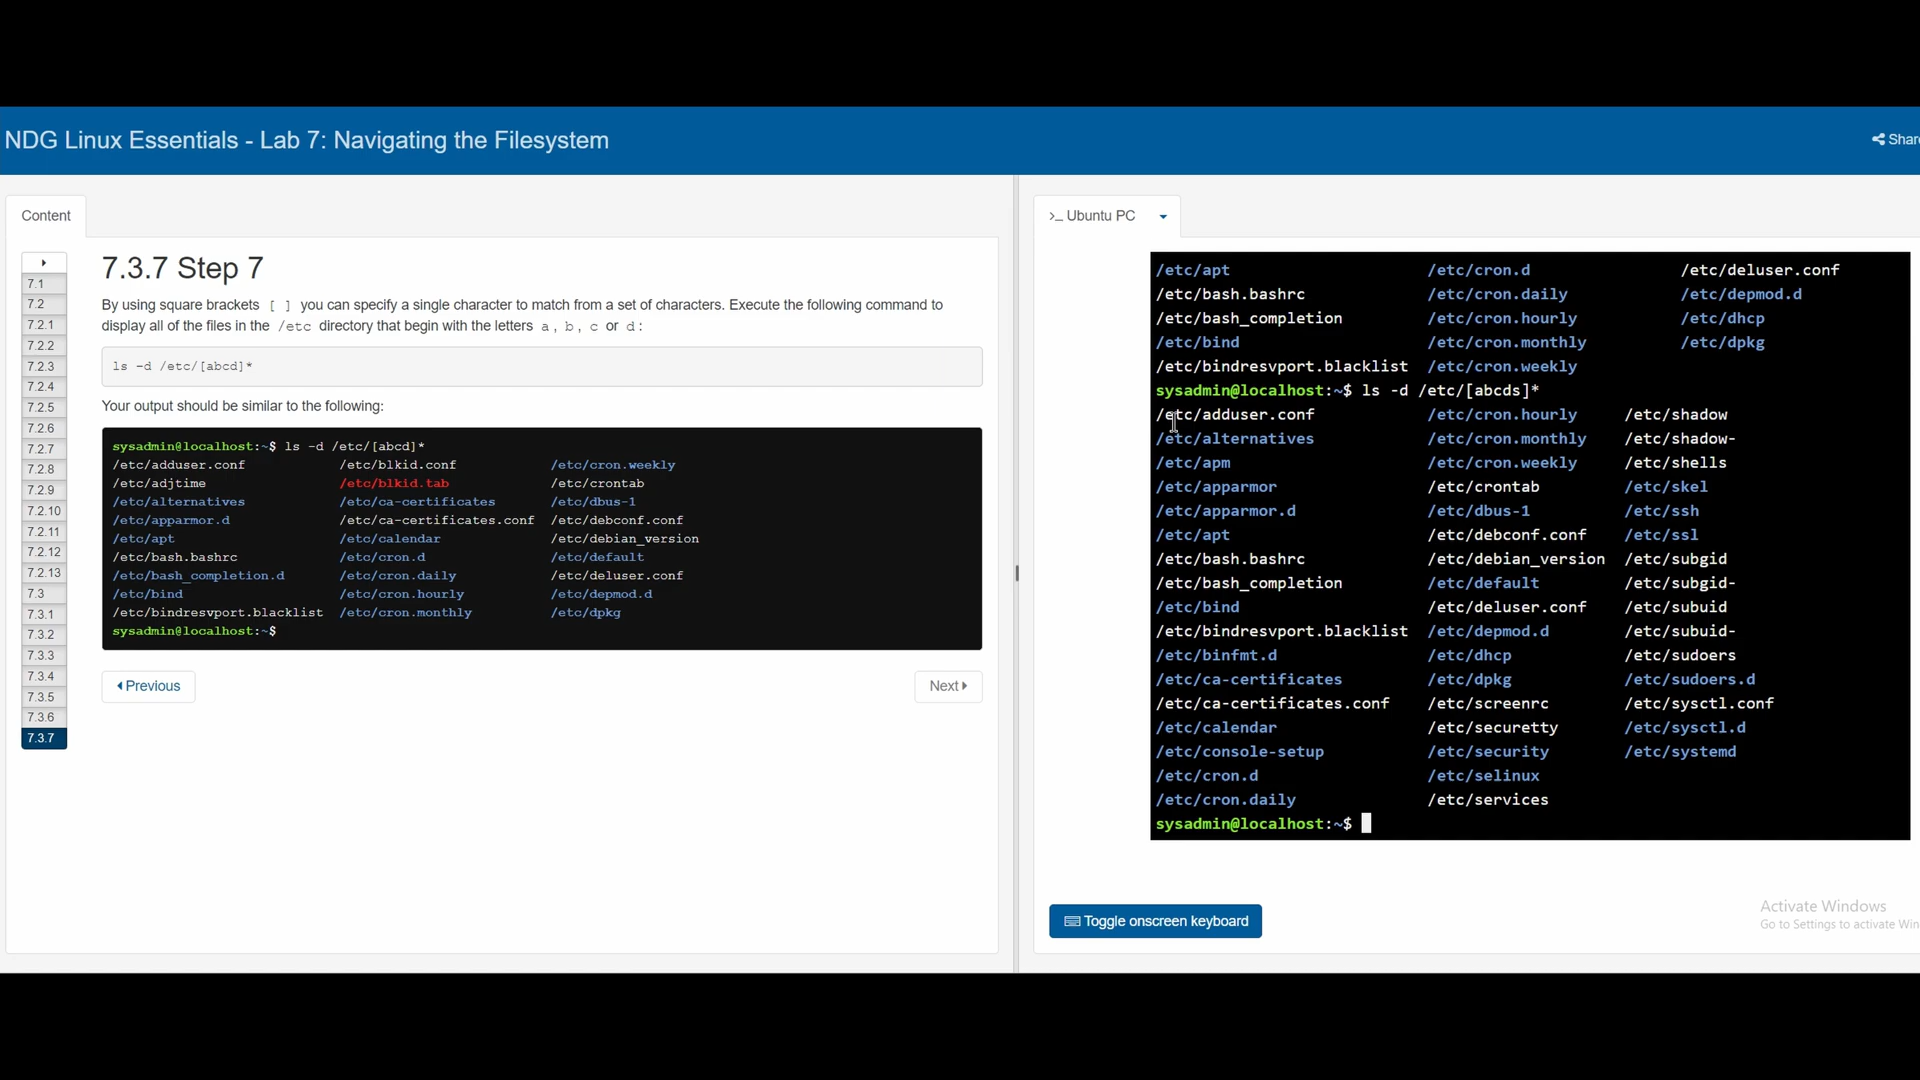 NDG Linux Essentials - Lab 7: Navigating the Filesystem
Share
Content
7.1
7.2
7.2.1
7.2.2
7.2.3
7.2.4
7.2.5
7.2.6
7.2.7
7.2.8
7.2.9
7.2.10
7.2.11
7.2.12
7.2.13
7.3
7.3.1
7.3.2
7.3.3
7.3.4
7.3.5
7.3.6
7.3.7
7.3.7 Step 7
By using square brackets [ ] you can specify a single character to match from a set of characters. Execute the following command to
display all of the files in the /etc directory that begin with the letters a, b, c or d:
ls -d /etc/[abcd]*
Your output should be similar to the following:
sysadmin@localhost:~$ ls -d /etc/[abcd]*
/etc/adduser.conf /etc/blkid.conf /etc/cron.weekly
/etc/adjtime /etc/blkid.tab /etc/crontab
/etc/alternatives /etc/ca-certificates /etc/dbus-1
/etc/apparmor.d /etc/ca-certificates.conf /etc/debconf.conf
/etc/apt /etc/calendar /etc/debian_version
/etc/bash.bashrc /etc/cron.d /etc/default
/etc/bash_completion.d /etc/cron.daily /etc/deluser.conf
/etc/bind /etc/cron.hourly /etc/depmod.d
/etc/bindresvport.blacklist /etc/cron.monthly /etc/dpkg
sysadmin@localhost:~$
Previous
Next
>_ Ubuntu PC
/etc/apt /etc/cron.d /etc/deluser.conf
/etc/bash.bashrc /etc/cron.daily /etc/depmod.d
/etc/bash_completion /etc/cron.hourly /etc/dhcp
/etc/bind /etc/cron.monthly /etc/dpkg
/etc/bindresvport.blacklist /etc/cron.weekly
sysadmin@localhost:~$ ls -d /etc/[abcds]*
/etc/adduser.conf /etc/cron.hourly /etc/shadow
/etc/alternatives /etc/cron.monthly /etc/shadow-
/etc/apm /etc/cron.weekly /etc/shells
/etc/apparmor /etc/crontab /etc/skel
/etc/apparmor.d /etc/dbus-1 /etc/ssh
/etc/apt /etc/debconf.conf /etc/ssl
/etc/bash.bashrc /etc/debian_version /etc/subgid
/etc/bash_completion /etc/default /etc/subgid-
/etc/bind /etc/deluser.conf /etc/subuid
/etc/bindresvport.blacklist /etc/depmod.d /etc/subuid-
/etc/binfmt.d /etc/dhcp /etc/sudoers
/etc/ca-certificates /etc/dpkg /etc/sudoers.d
/etc/ca-certificates.conf /etc/screenrc /etc/sysctl.conf
/etc/calendar /etc/securetty /etc/sysctl.d
/etc/console-setup /etc/security /etc/systemd
/etc/cron.d /etc/selinux
/etc/cron.daily /etc/services
sysadmin@localhost:~$
Toggle onscreen keyboard
Activate Windows
Go to Settings to activate Win